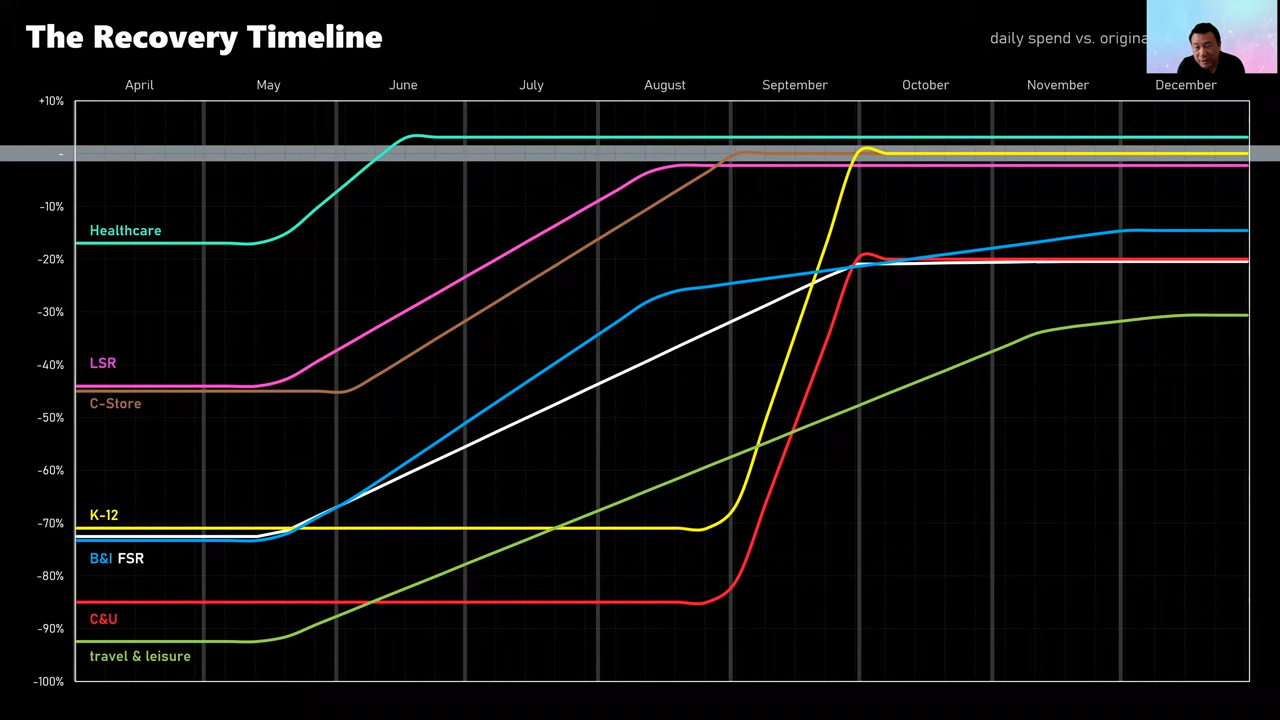 The Recovery Timeline
daily spend vs. origina
April May June July August September October November December
+10%
-
-10%
-20%
-30%
-40%
-50%
-60%
-70%
-80%
-90%
-100%
Healthcare
LSR
C-Store
K-12
B&I FSR
C&U
travel & leisure